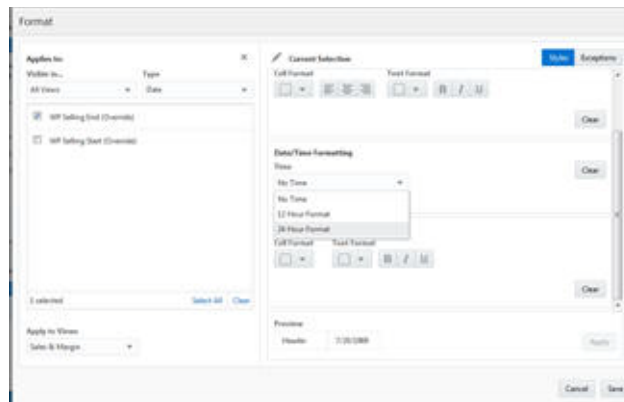 Format
Applies to:
Visible in...
Type
All Views
Date
WP Selling End (Override)
WP Selling Start (Override)
Select All
Clear
Apply to Views
Sales & Margin
Current Selection
Styles
Exceptions
Cell Format
Text Format
B I U
Clear
Date/Time Formatting
Clear
Time
No Time
No Time
12 Hour Format
24 Hour Format
Cell Format
Text Format
B I U
Clear
Preview
Header
Apply
Cancel
Save